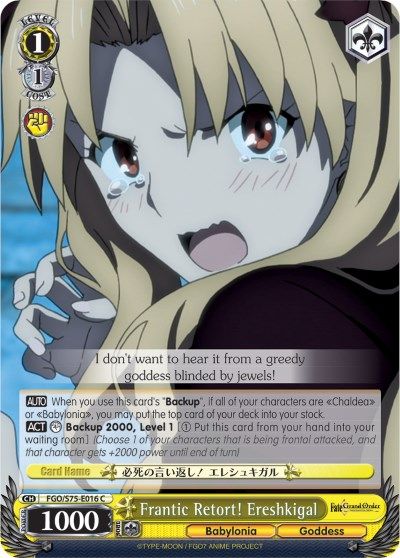 LEVEL
1
1
COST
I don't want to hear it from a greedy
goddess blinded by jewels!
AUTO When you use this card's "Backup", if all of your characters are «Chaldea»
or «Babylonia», you may put the top card of your deck into your stock.
ACT Backup 2000, Level 1 [① Put this card from your hand into your
waiting room] (Choose 1 of your characters that is being frontal attacked, and
that character gets +2000 power until end of turn)
Card Name 必死の言い返し! エレシュキガル
FGO/S75-E016 C
POWER 1000 SOUL Frantic Retort! Ereshkigal Fate Grand Order
Babylonia Goddess
©TYPE-MOON / FGO7 ANIME PROJECT